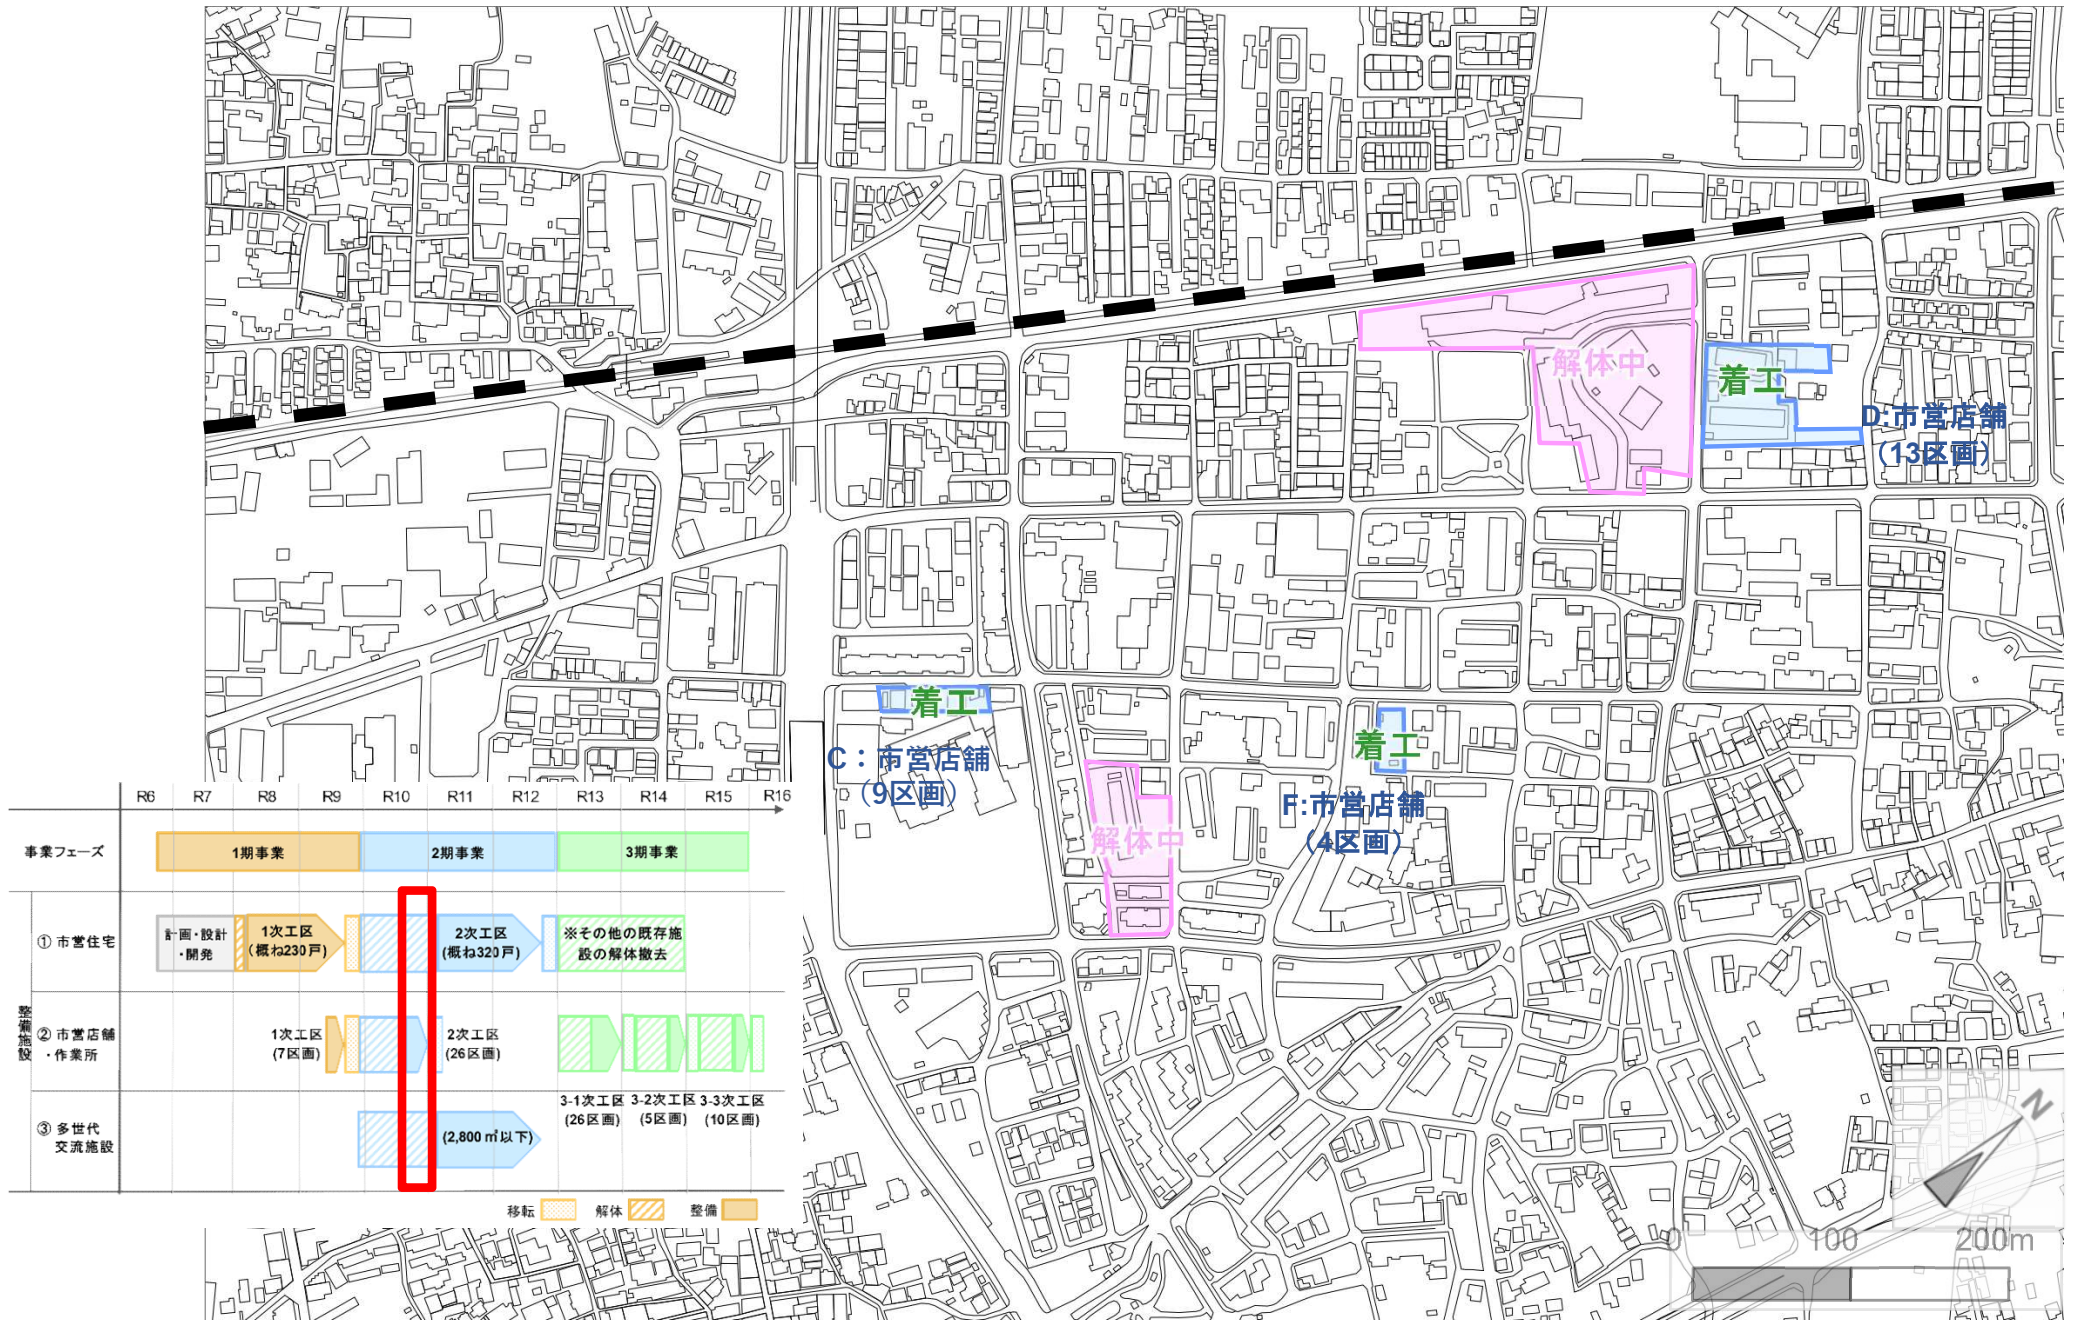 解体中
着工
D:市営店舗
(13区画)
着工
C：市営店舗
(9区画)
着工
F:市営店舗
(4区画)
解体中
R6 R7 R8 R9 R10 R11 R12 R13 R14 R15 R16
事業フェーズ
1期事業
2期事業
3期事業
整備施設
① 市営住宅
計画・設計
・開発
1次工区
(概ね230戸)
2次工区
(概ね320戸)
※その他の既存施
設の解体撤去
② 市営店舗
・作業所
1次工区
(7区画)
2次工区
(26区画)
3-1次工区
(26区画)
3-2次工区
(5区画)
3-3次工区
(10区画)
③ 多世代
交流施設
(2,800㎡以下)
移転
解体
整備
N
0 100 200m